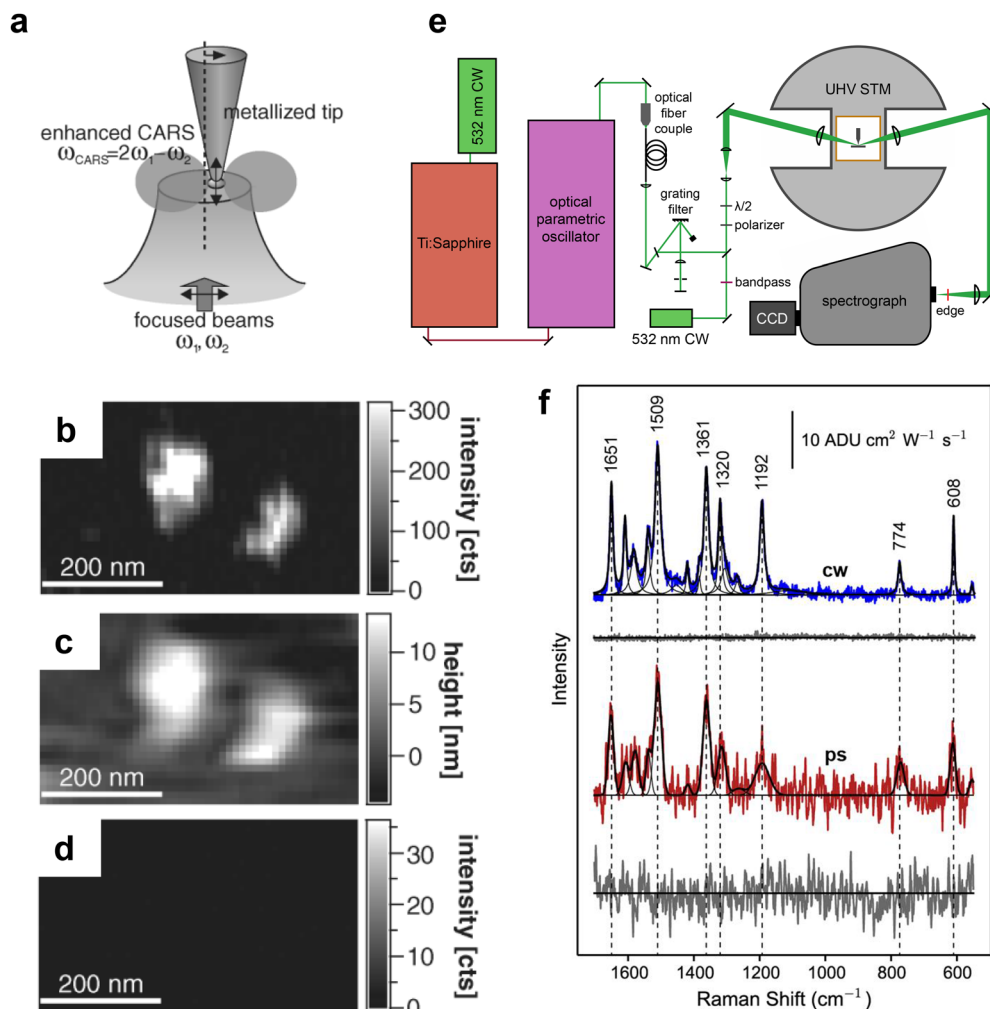 a
metallized tip
enhanced CARS
ω_CARS=2ω₁−ω₂
focused beams
ω₁, ω₂
b
200 nm
300
200
100
0
intensity [cts]
c
200 nm
10
5
0
height [nm]
d
200 nm
30
20
10
0
intensity [cts]
e
532 nm CW
Ti:Sapphire
optical
parametric
oscillator
optical
fiber
couple
grating
filter
λ/2
polarizer
bandpass
532 nm CW
UHV STM
CCD
spectrograph
edge
f
1651
1509
1361
1320
1192
774
608
10 ADU cm² W⁻¹ s⁻¹
cw
ps
Intensity
1600
1400
1200
1000
800
600
Raman Shift (cm⁻¹)